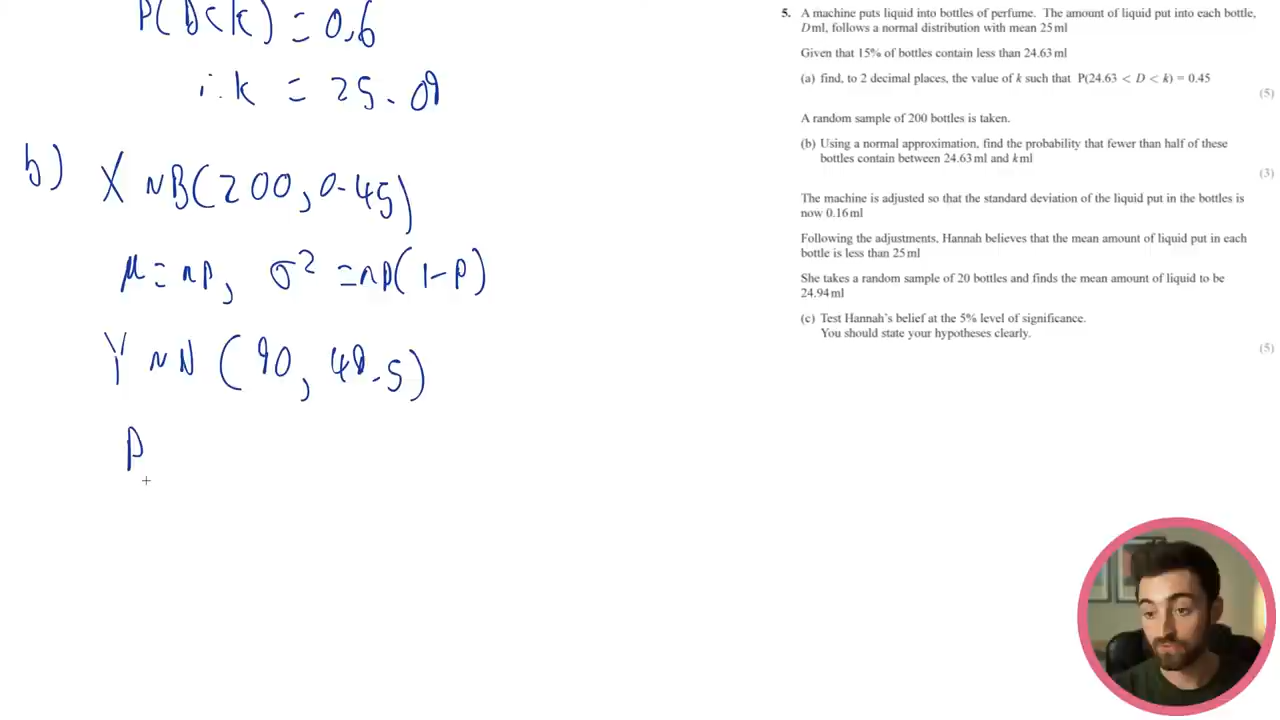 P(D<k) = 0.6
∴ k = 25.09
b) X ~ B(200, 0.45)
μ = np, σ² = np(1-p)
Y ~ N (90, 49.5)
P
5. A machine puts liquid into bottles of perfume. The amount of liquid put into each bottle,
D ml, follows a normal distribution with mean 25 ml
Given that 15% of bottles contain less than 24.63 ml
(a) find, to 2 decimal places, the value of k such that P(24.63 < D < k) = 0.45
(5)
A random sample of 200 bottles is taken.
(b) Using a normal approximation, find the probability that fewer than half of these
bottles contain between 24.63 ml and k ml
(3)
The machine is adjusted so that the standard deviation of the liquid put in the bottles is
now 0.16 ml
Following the adjustments, Hannah believes that the mean amount of liquid put in each
bottle is less than 25 ml
She takes a random sample of 20 bottles and finds the mean amount of liquid to be
24.94 ml
(c) Test Hannah's belief at the 5% level of significance.
You should state your hypotheses clearly.
(5)